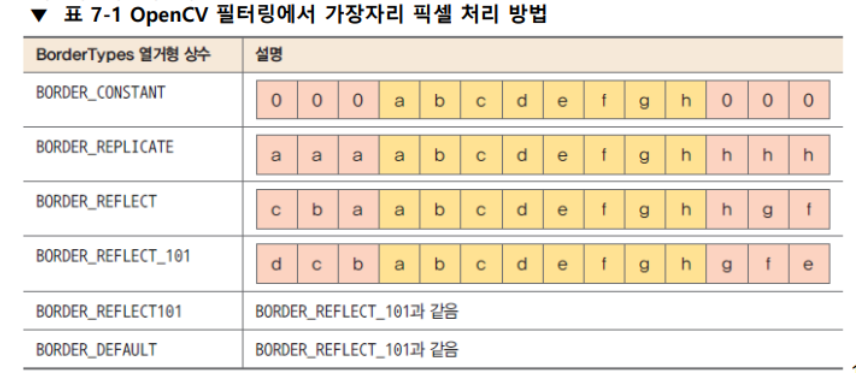 ▼ 표 7-1 OpenCV 필터링에서 가장자리 픽셀 처리 방법
BorderTypes 열거형 상수 설명
BORDER_CONSTANT 0 0 0 a b c d e f g h 0 0 0
BORDER_REPLICATE a a a a b c d e f g h h h h
BORDER_REFLECT c b a a b c d e f g h h g f
BORDER_REFLECT_101 d c b a b c d e f g h g f e
BORDER_REFLECT101 BORDER_REFLECT_101과 같음
BORDER_DEFAULT BORDER_REFLECT_101과 같음